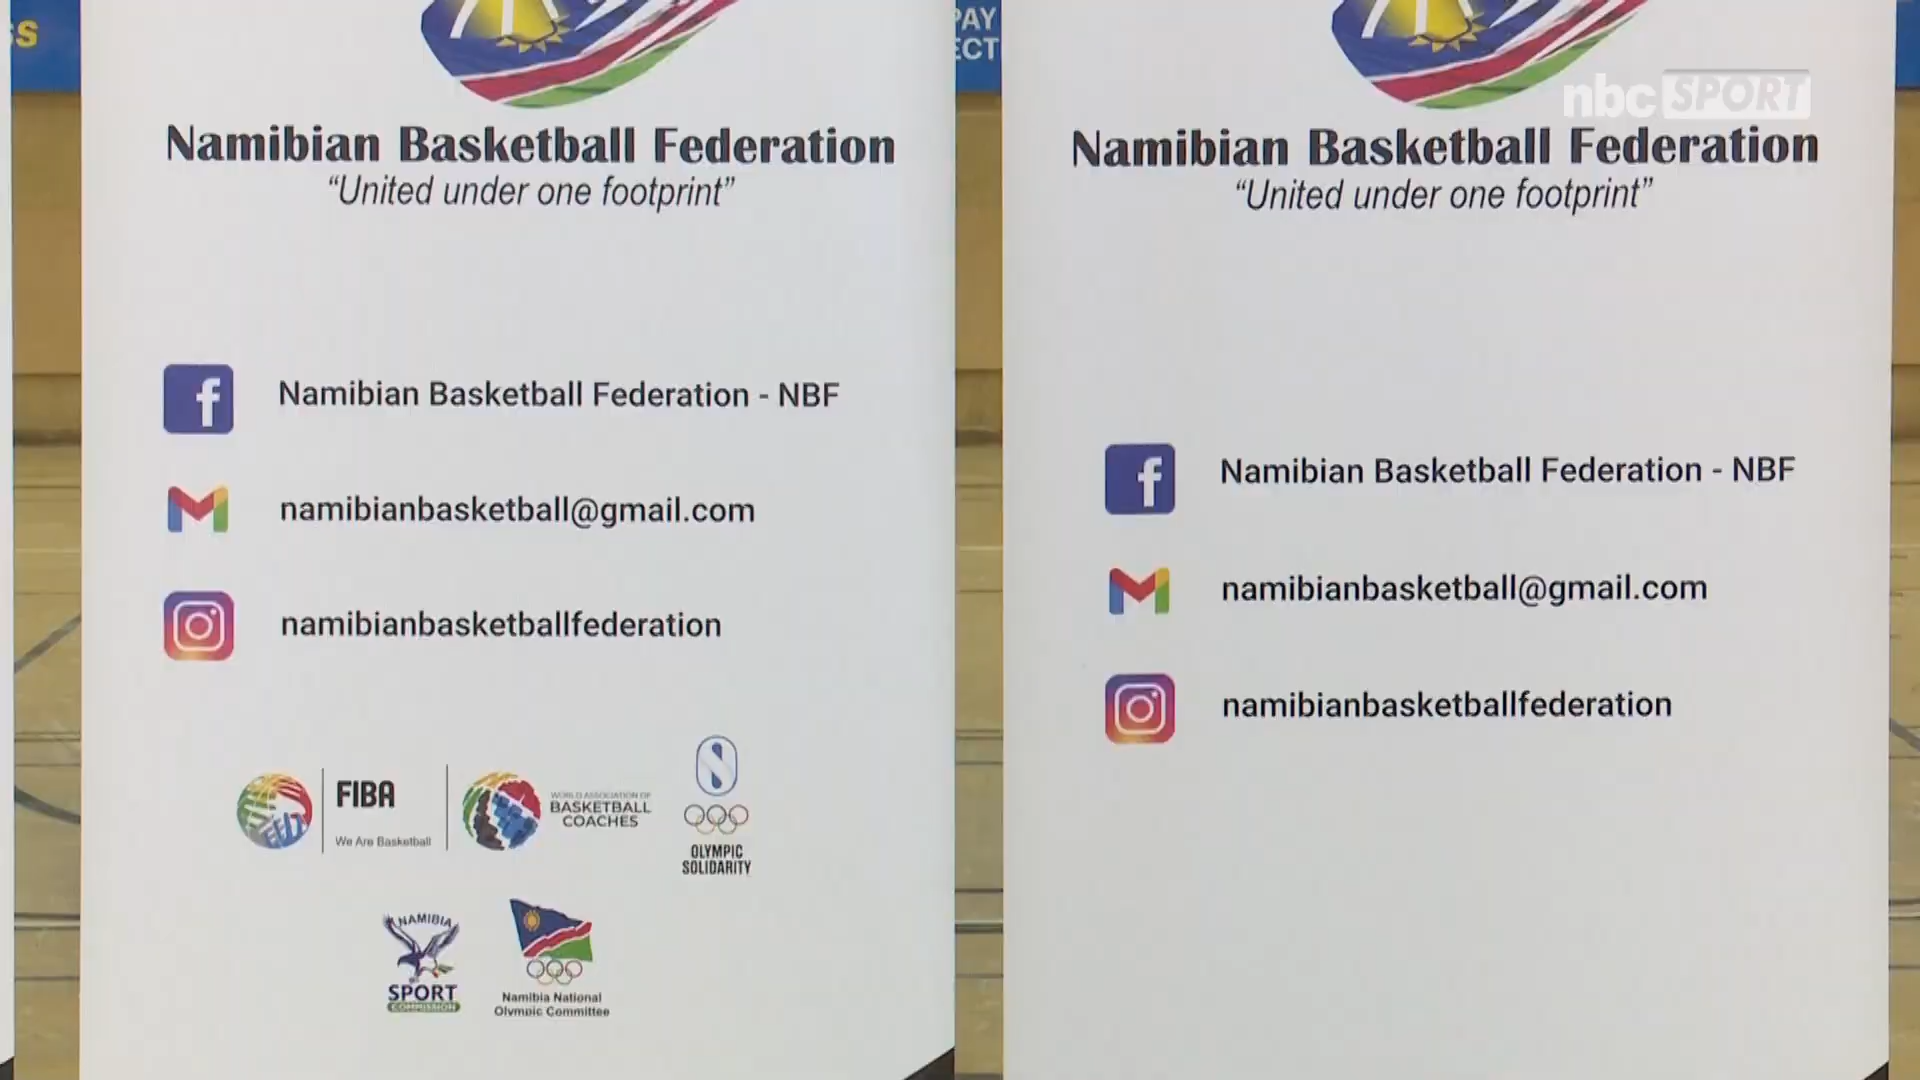 nbc SPORT
Namibian Basketball Federation
“United under one footprint”
Namibian Basketball Federation - NBF
namibianbasketball@gmail.com
namibianbasketballfederation
FIBA
We Are Basketball
WORLD ASSOCIATION OF
BASKETBALL
COACHES
OLYMPIC
SOLIDARITY
NAMIBIA
SPORT
COMMISSION
Namibia National
Olympic Committee
PAY
Namibian Basketball Federation
“United under one footprint”
Namibian Basketball Federation - NBF
namibianbasketball@gmail.com
namibianbasketballfederation